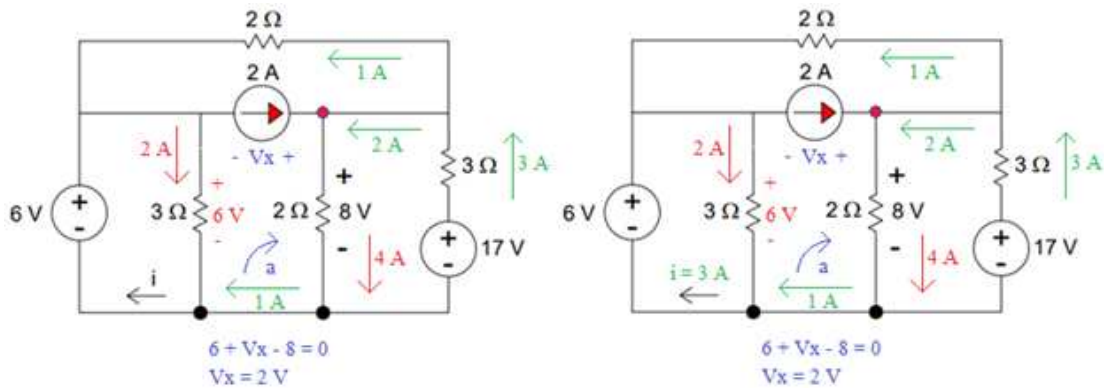 2 Ω
1 A
2 A
2 A
- Vx +
2 A
3 Ω
3 A
6 V
+
-
3 Ω
+
6 V
-
2 Ω
+
8 V
-
+
-
17 V
a
4 A
i
1 A
6 + Vx - 8 = 0
Vx = 2 V
2 Ω
1 A
2 A
2 A
- Vx +
2 A
3 Ω
3 A
6 V
+
-
3 Ω
+
6 V
-
2 Ω
+
8 V
-
+
-
17 V
a
4 A
i = 3 A
1 A
6 + Vx - 8 = 0
Vx = 2 V